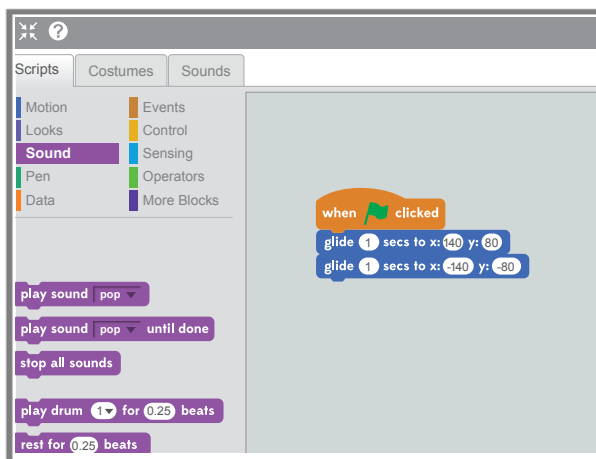 ?
Scripts Costumes Sounds
Motion Events
Looks Control
Sound Sensing
Pen Operators
Data More Blocks
when clicked
glide 1 secs to x: 140 y: 80
glide 1 secs to x: -140 y: -80
play sound pop
play sound pop until done
stop all sounds
play drum 1 for 0.25 beats
rest for 0.25 beats